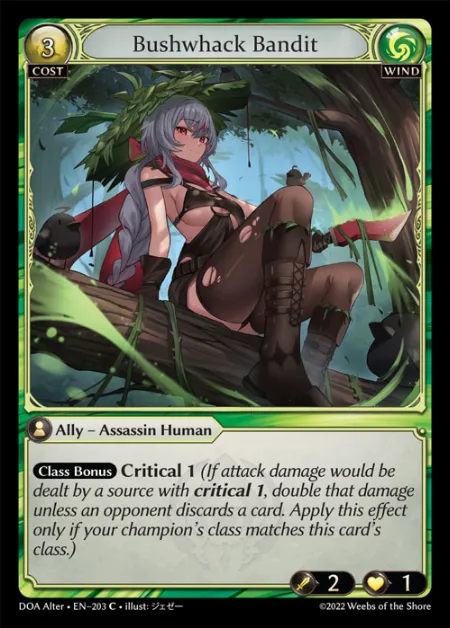 3
COST
Bushwhack Bandit
WIND
Ally – Assassin Human
Class Bonus Critical 1 (If attack damage would be
dealt by a source with critical 1, double that damage
unless an opponent discards a card. Apply this effect
only if your champion's class matches this card's
class.)
2
1
DOA Alter • EN–203 C • illust: ジェゼー
©2022 Weebs of the Shore